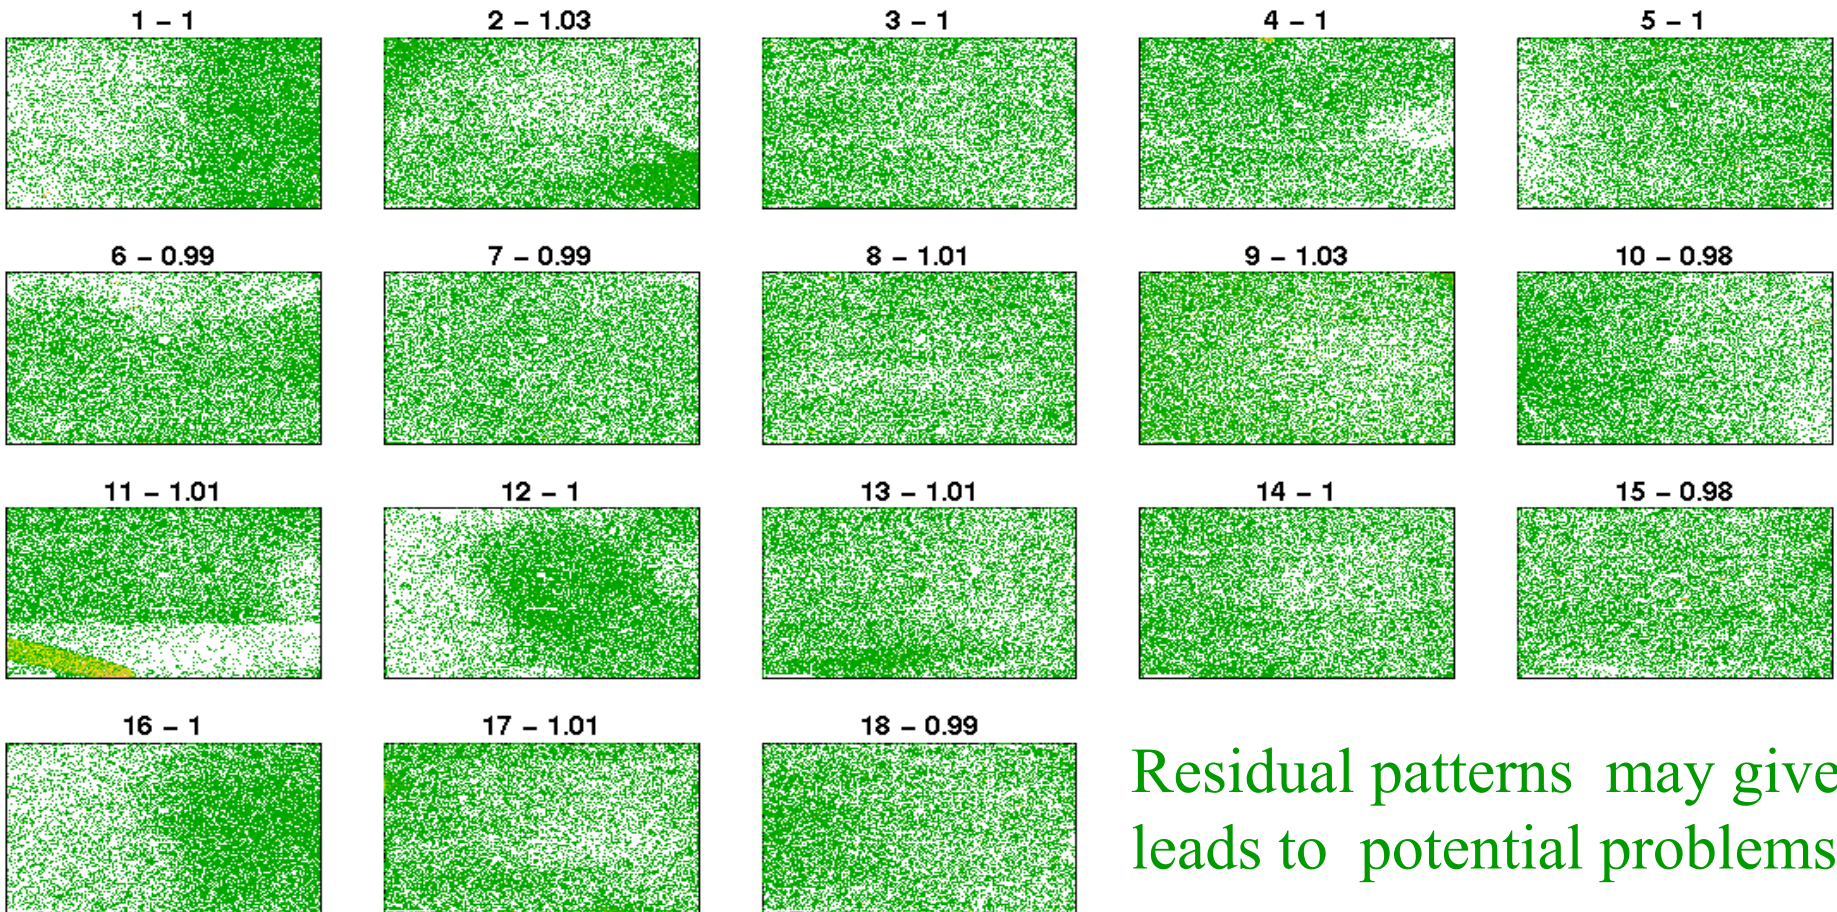 1 – 1
2 – 1.03
3 – 1
4 – 1
5 – 1
6 – 0.99
7 – 0.99
8 – 1.01
9 – 1.03
10 – 0.98
11 – 1.01
12 – 1
13 – 1.01
14 – 1
15 – 0.98
16 – 1
17 – 1.01
18 – 0.99
Residual patterns may give
leads to potential problems